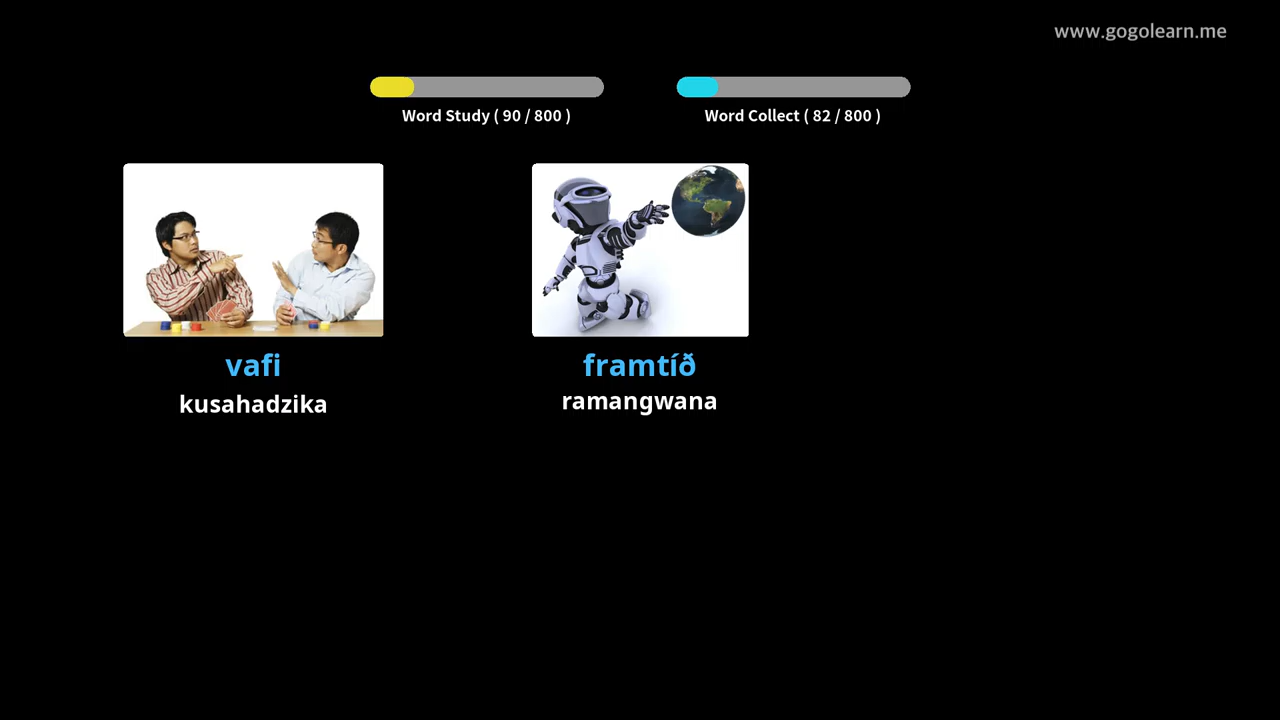 www.gogolearn.me
Word Study ( 90 / 800 )
Word Collect ( 82 / 800 )
vafi
kusahadzika
framtíð
ramangwana